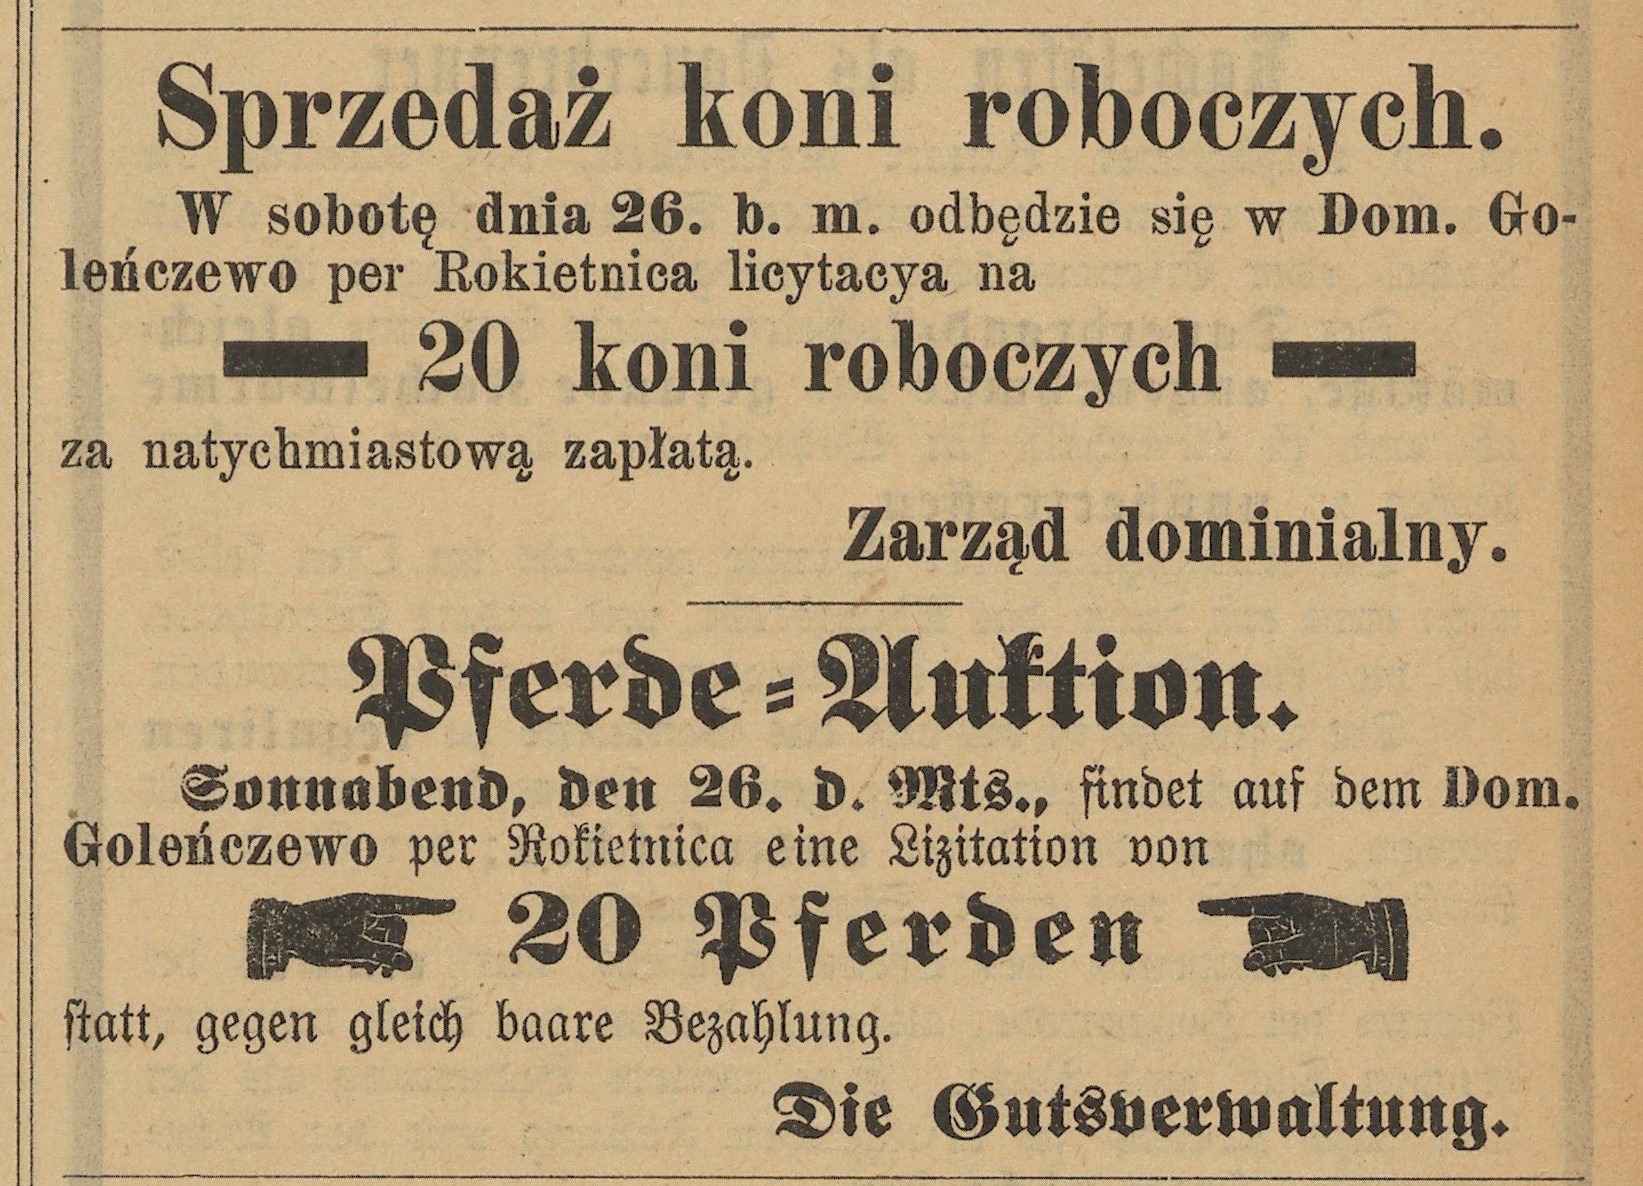 Sprzedaż koni roboczych.
W sobotę dnia 26. b. m. odbędzie się w Dom. Go-
leńczewo per Rokietnica licytacya na
20 koni roboczych
za natychmiastową zapłatą.
Zarząd dominialny.
Pferde-Auktion.
Sonnabend, den 26. d. Mts., findet auf dem Dom.
Goleńczewo per Rokietnica eine Lizitation von
20 Pferden
statt, gegen gleich baare Bezahlung.
Die Gutsverwaltung.